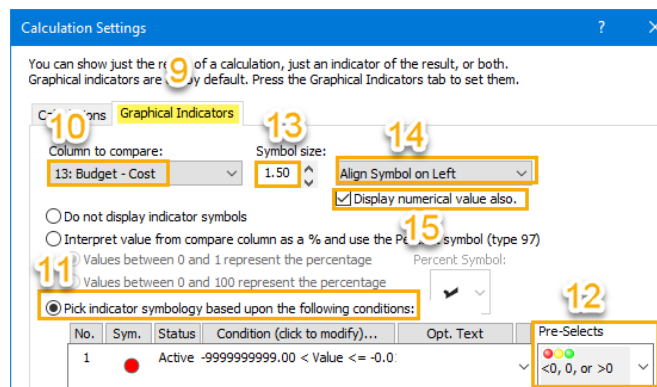 Calculation Settings ?
You can show just the re of a calculation, just an indicator of the result, or both.
9
Graphical indicators are by default. Press the Graphical Indicators tab to set them.
Graphical Indicators
10
13
14
Column to compare: Symbol size:
13: Budget - Cost 1.50 Align Symbol on Left
Display numerical value also.
15
Do not display indicator symbols
Interpret value from compare column as a % and use the symbol (type 97)
Values between 0 and 1 represent the percentage Percent Symbol:
11
Values between 0 and 100 represent the percentage
12
Pick indicator symbology based upon the following conditions:
No. Sym. Status Condition (click to modify)... Opt. Text Pre-Selects
1 Active -9999999999.00 < Value <= -0.0 <0, 0, or >0